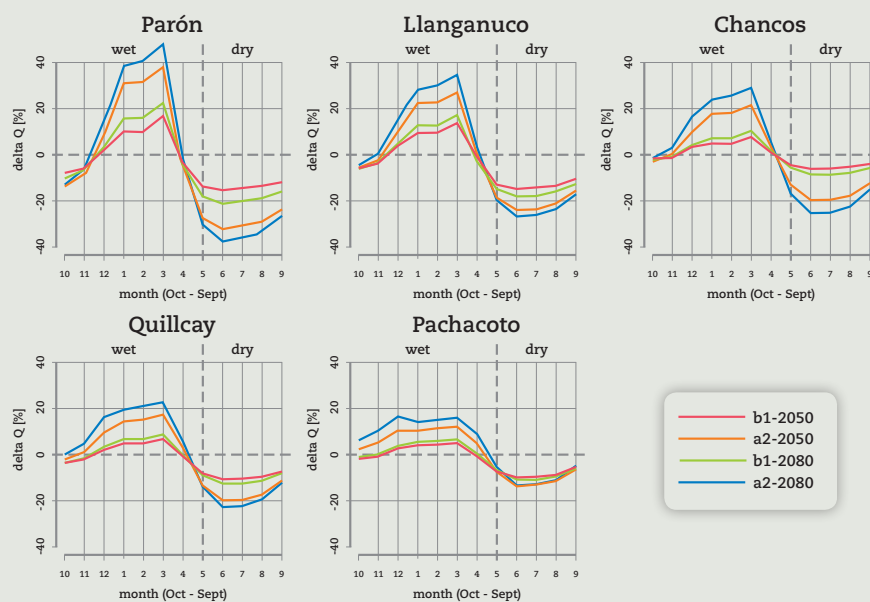 Parón
wet dry
delta Q [%]
40
20
0
-20
-40
10 11 12 1 2 3 4 5 6 7 8 9
month (Oct - Sept)
Llanganuco
wet dry
delta Q [%]
40
20
0
-20
-40
10 11 12 1 2 3 4 5 6 7 8 9
month (Oct - Sept)
Chancos
wet dry
delta Q [%]
40
20
0
-20
-40
10 11 12 1 2 3 4 5 6 7 8 9
month (Oct - Sept)
Quillcay
wet dry
delta Q [%]
40
20
0
-20
-40
10 11 12 1 2 3 4 5 6 7 8 9
month (Oct - Sept)
Pachacoto
wet dry
delta Q [%]
40
20
0
-20
-40
10 11 12 1 2 3 4 5 6 7 8 9
month (Oct - Sept)
b1-2050
a2-2050
b1-2080
a2-2080